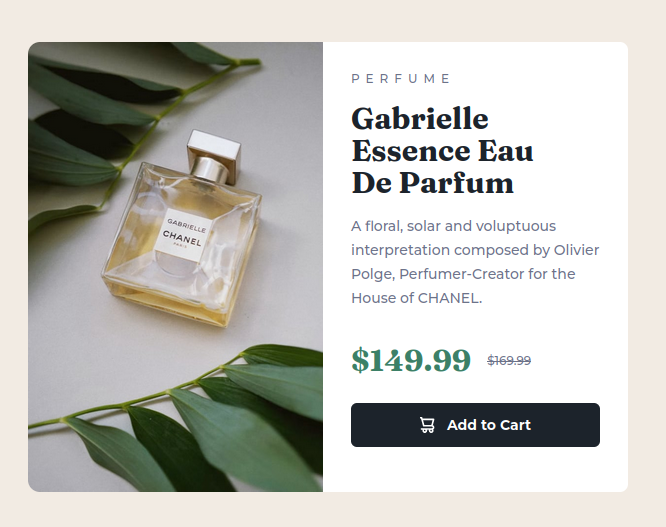 GABRIELLE
CHANEL
PARIS
PERFUME
Gabrielle
Essence Eau
De Parfum
A floral, solar and voluptuous
interpretation composed by Olivier
Polge, Perfumer-Creator for the
House of CHANEL.
$149.99 $169.99
Add to Cart